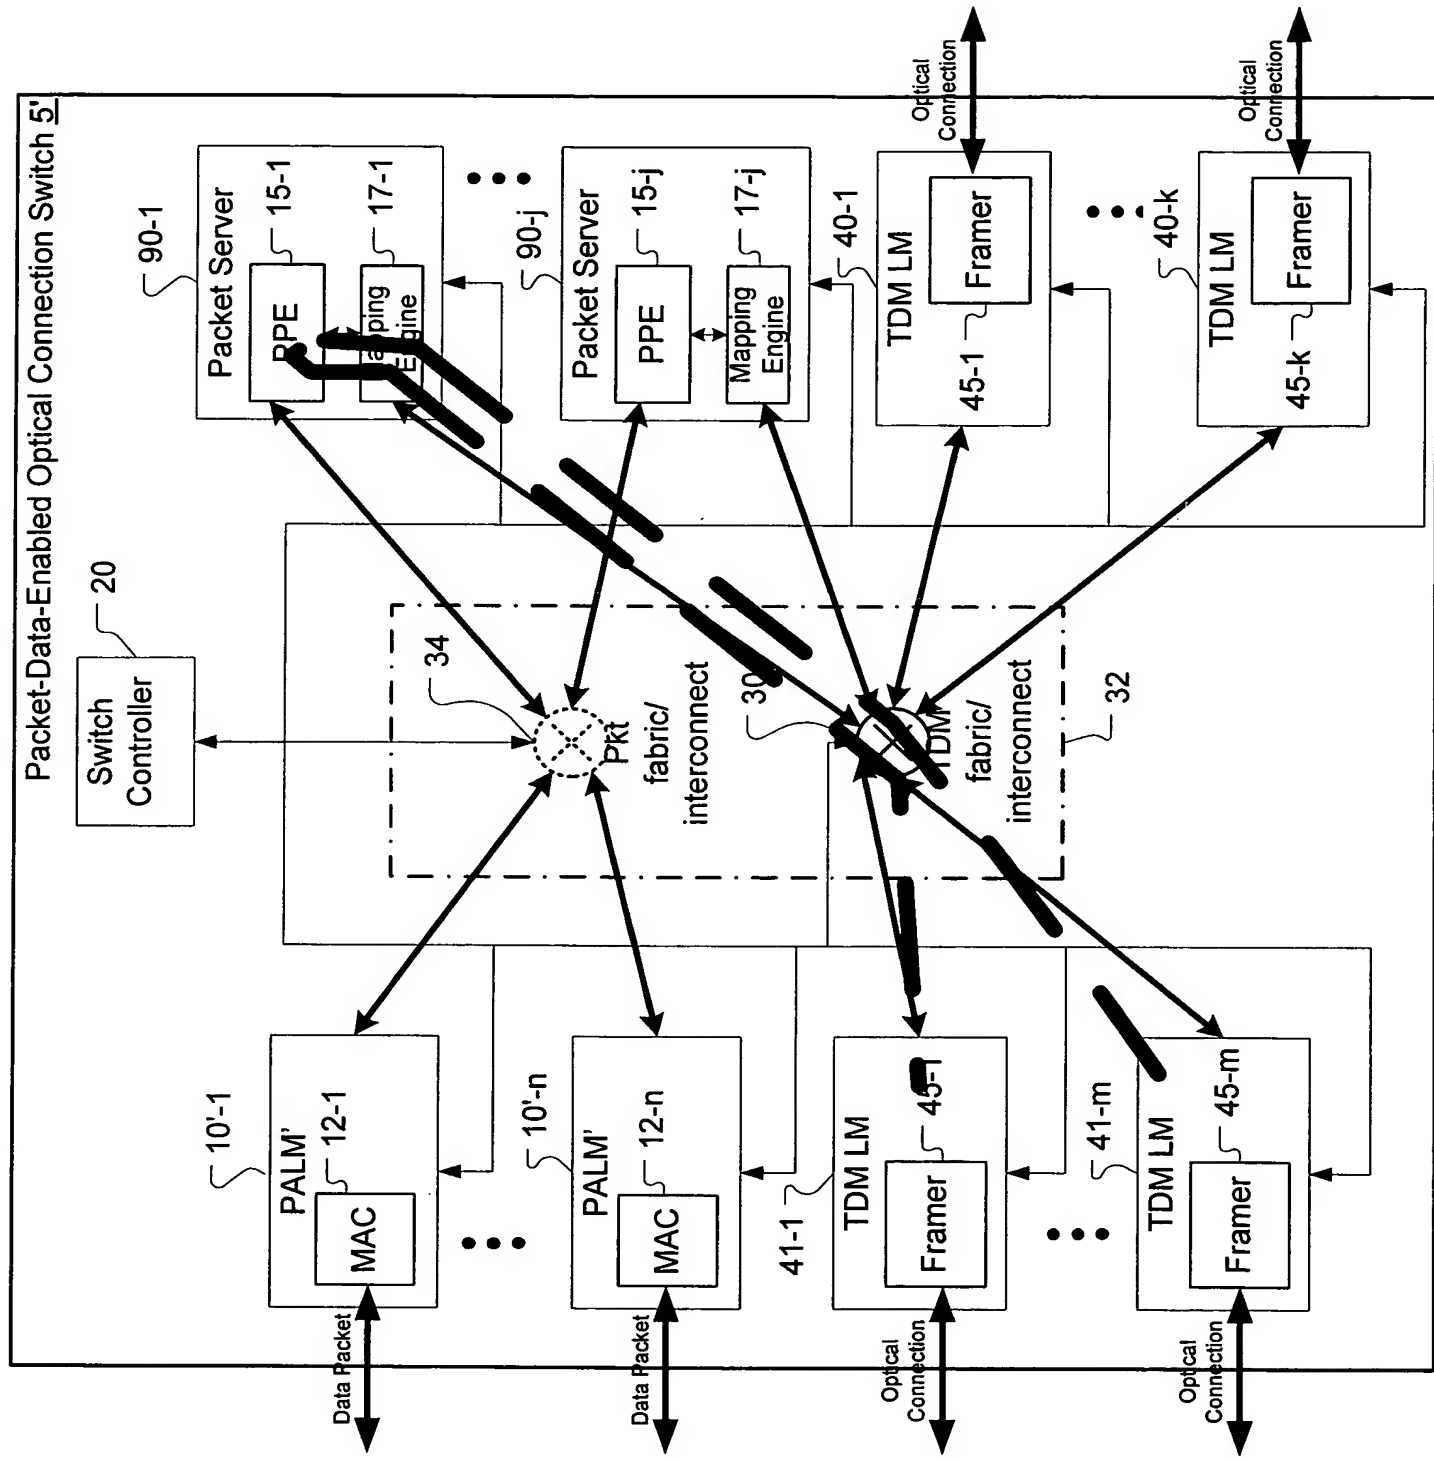 Packet-Data-Enabled Optical Connection Switch 5'
Switch
Controller
20
90-1
Packet Server
PPE
15-1
Mapping
Engine
17-1
90-j
Packet Server
PPE
15-j
Mapping
Engine
17-j
40-1
TDM LM
Framer
45-1
Optical
Connection
40-k
TDM LM
Framer
45-k
Optical
Connection
34
Pkt
fabric/
interconnect
30
TDM
fabric/
interconnect
32
10'-1
PALM'
12-1
MAC
Data Packet
10'-n
PALM'
12-n
MAC
Data Packet
41-1
TDM LM
45-1
Framer
Optical
Connection
41-m
TDM LM
45-m
Framer
Optical
Connection